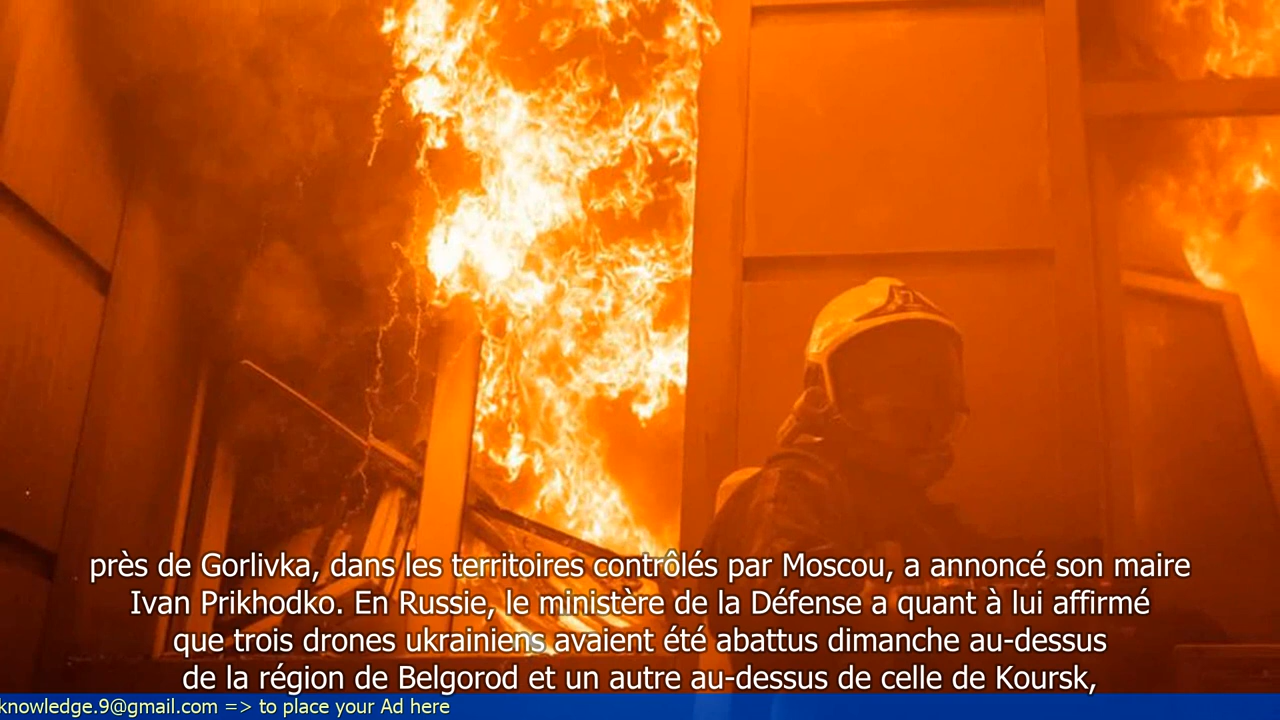 près de Gorlivka, dans les territoires contrôlés par Moscou, a annoncé son maire
Ivan Prikhodko. En Russie, le ministère de la Défense a quant à lui affirmé
que trois drones ukrainiens avaient été abattus dimanche au-dessus
de la région de Belgorod et un autre au-dessus de celle de Koursk,
knowledge.9@gmail.com => to place your Ad here